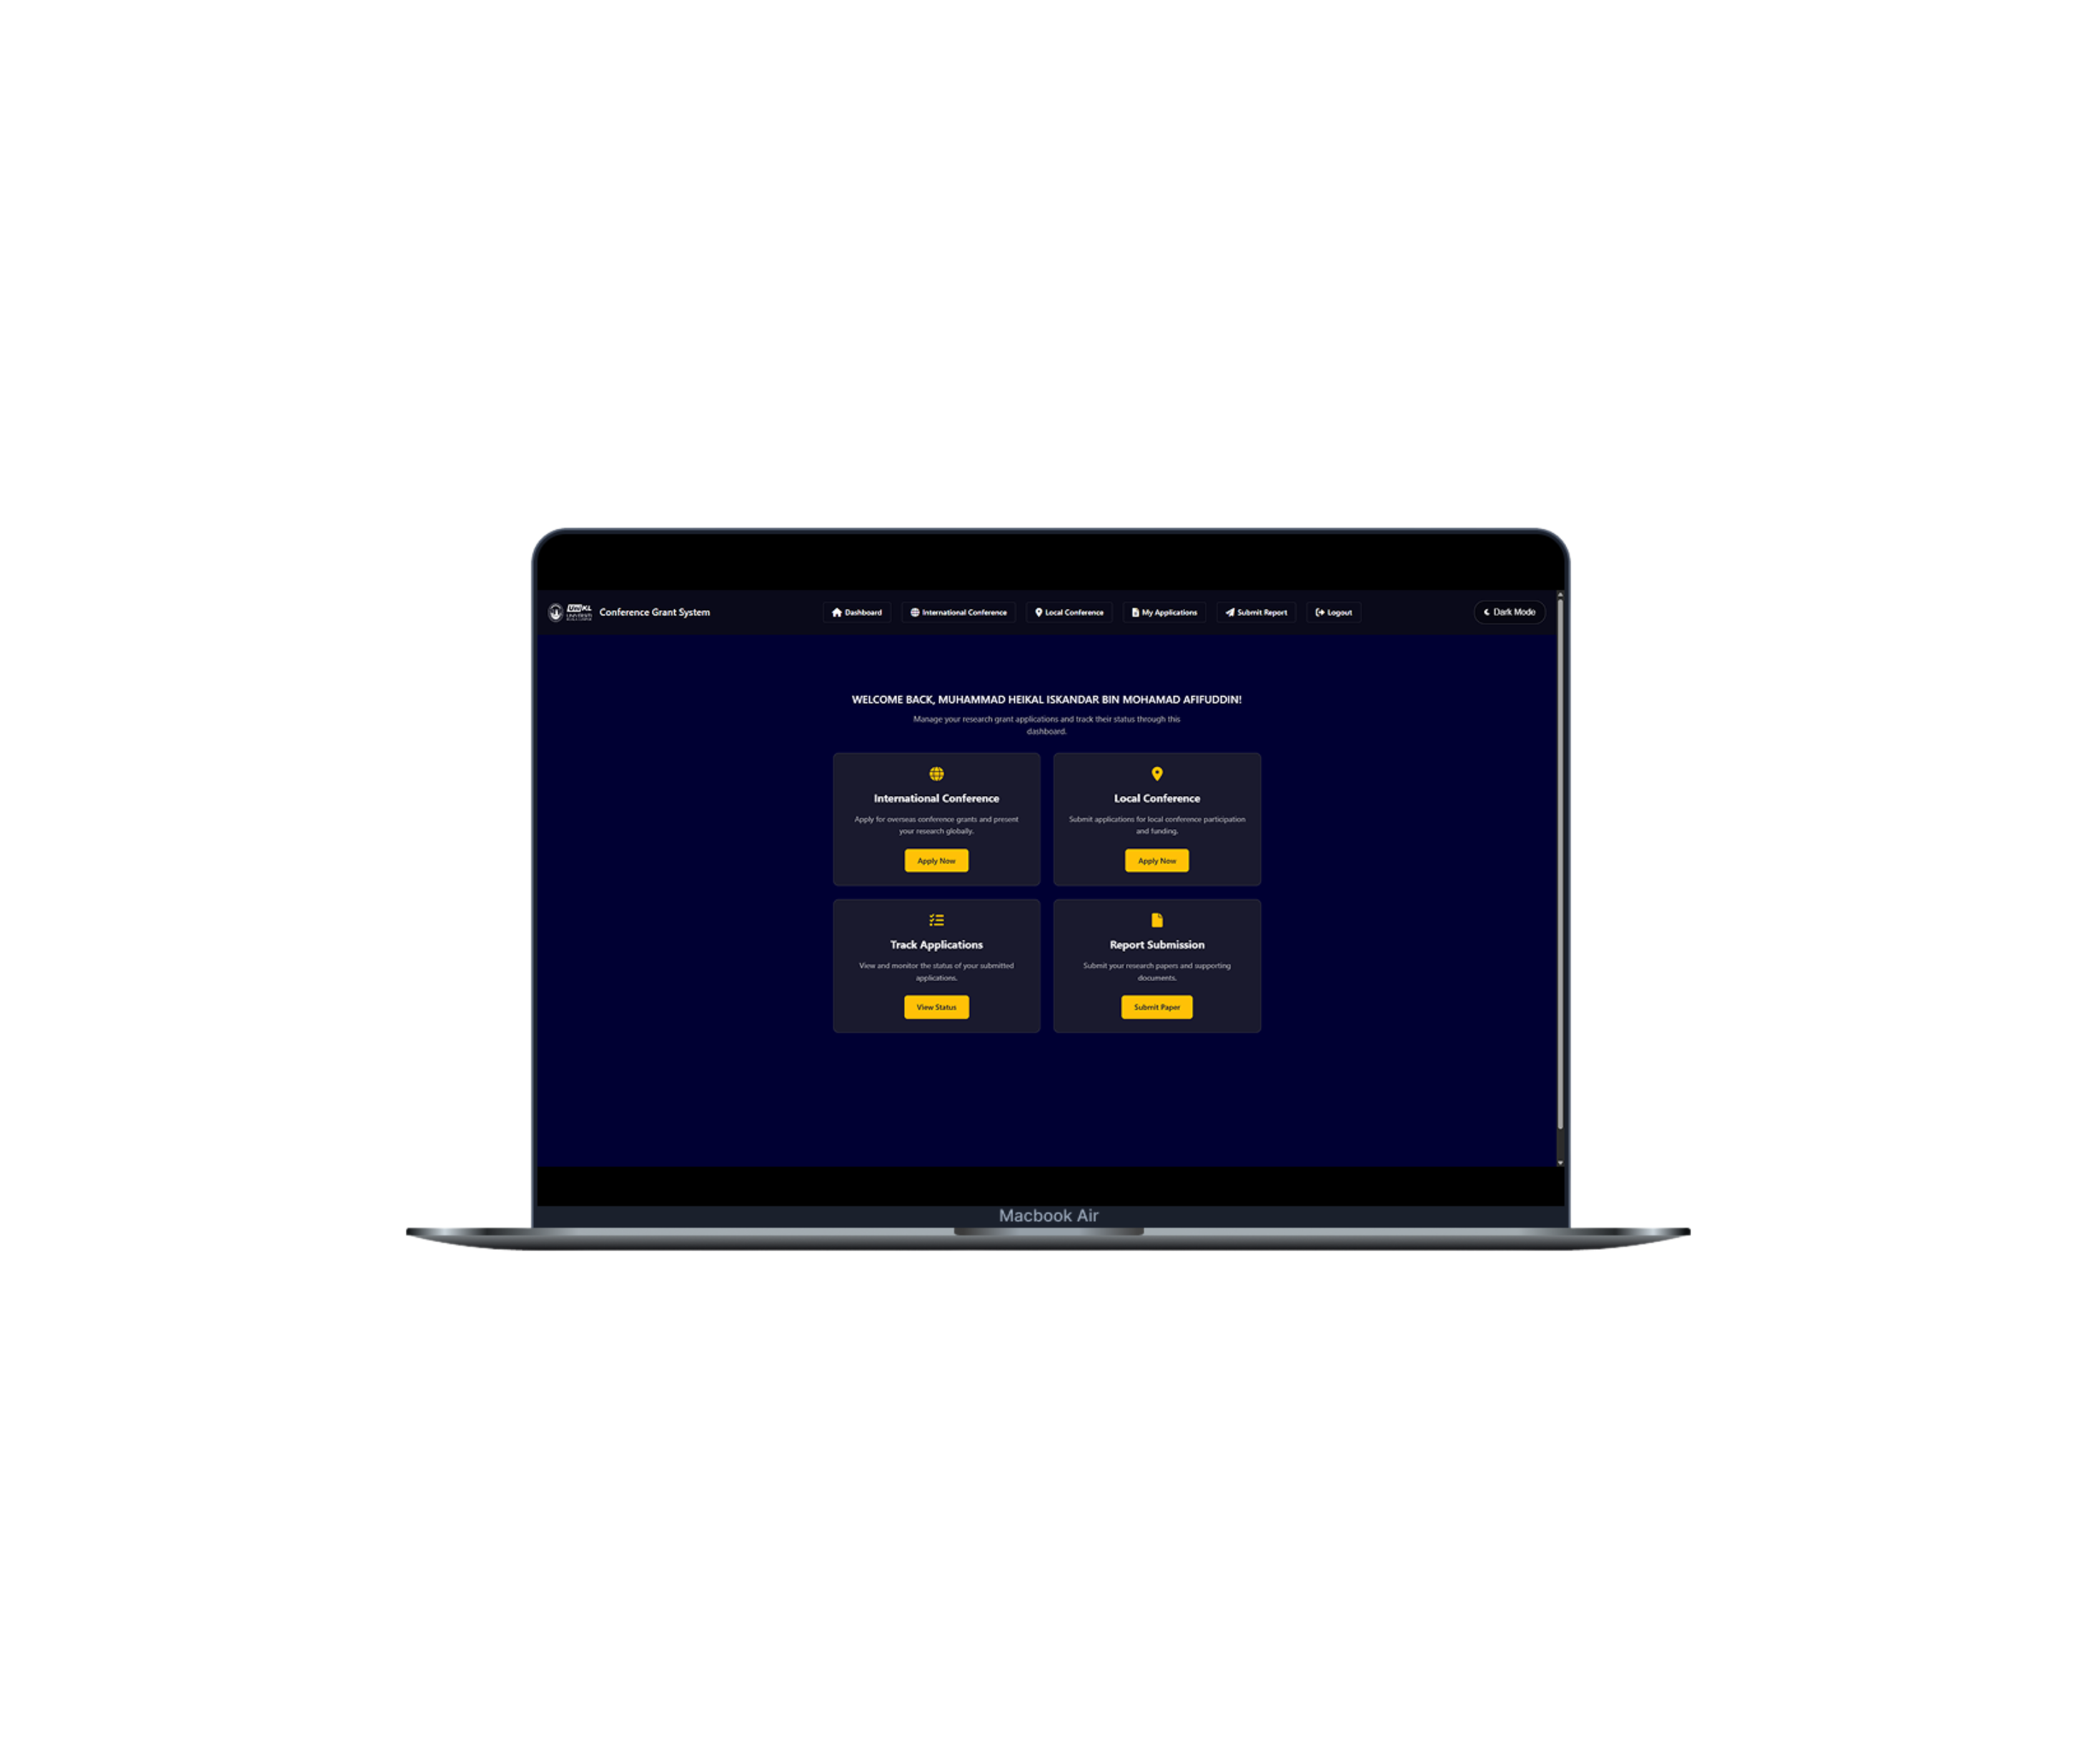 UniKL
UNIVERSITI
Conference Grant System
Dashboard
International Conference
Local Conference
My Applications
Submit Report
Logout
Dark Mode
WELCOME BACK, MUHAMMAD HEIKAL ISKANDAR BIN MOHAMAD AFIFUDDIN!
Manage your research grant applications and track their status through this
dashboard.
International Conference
Apply for overseas conference grants and present
your research globally.
Apply Now
Local Conference
Submit applications for local conference participation
and funding.
Apply Now
Track Applications
View and monitor the status of your submitted
applications.
View Status
Report Submission
Submit your research papers and supporting
documents.
Submit Paper
Macbook Air